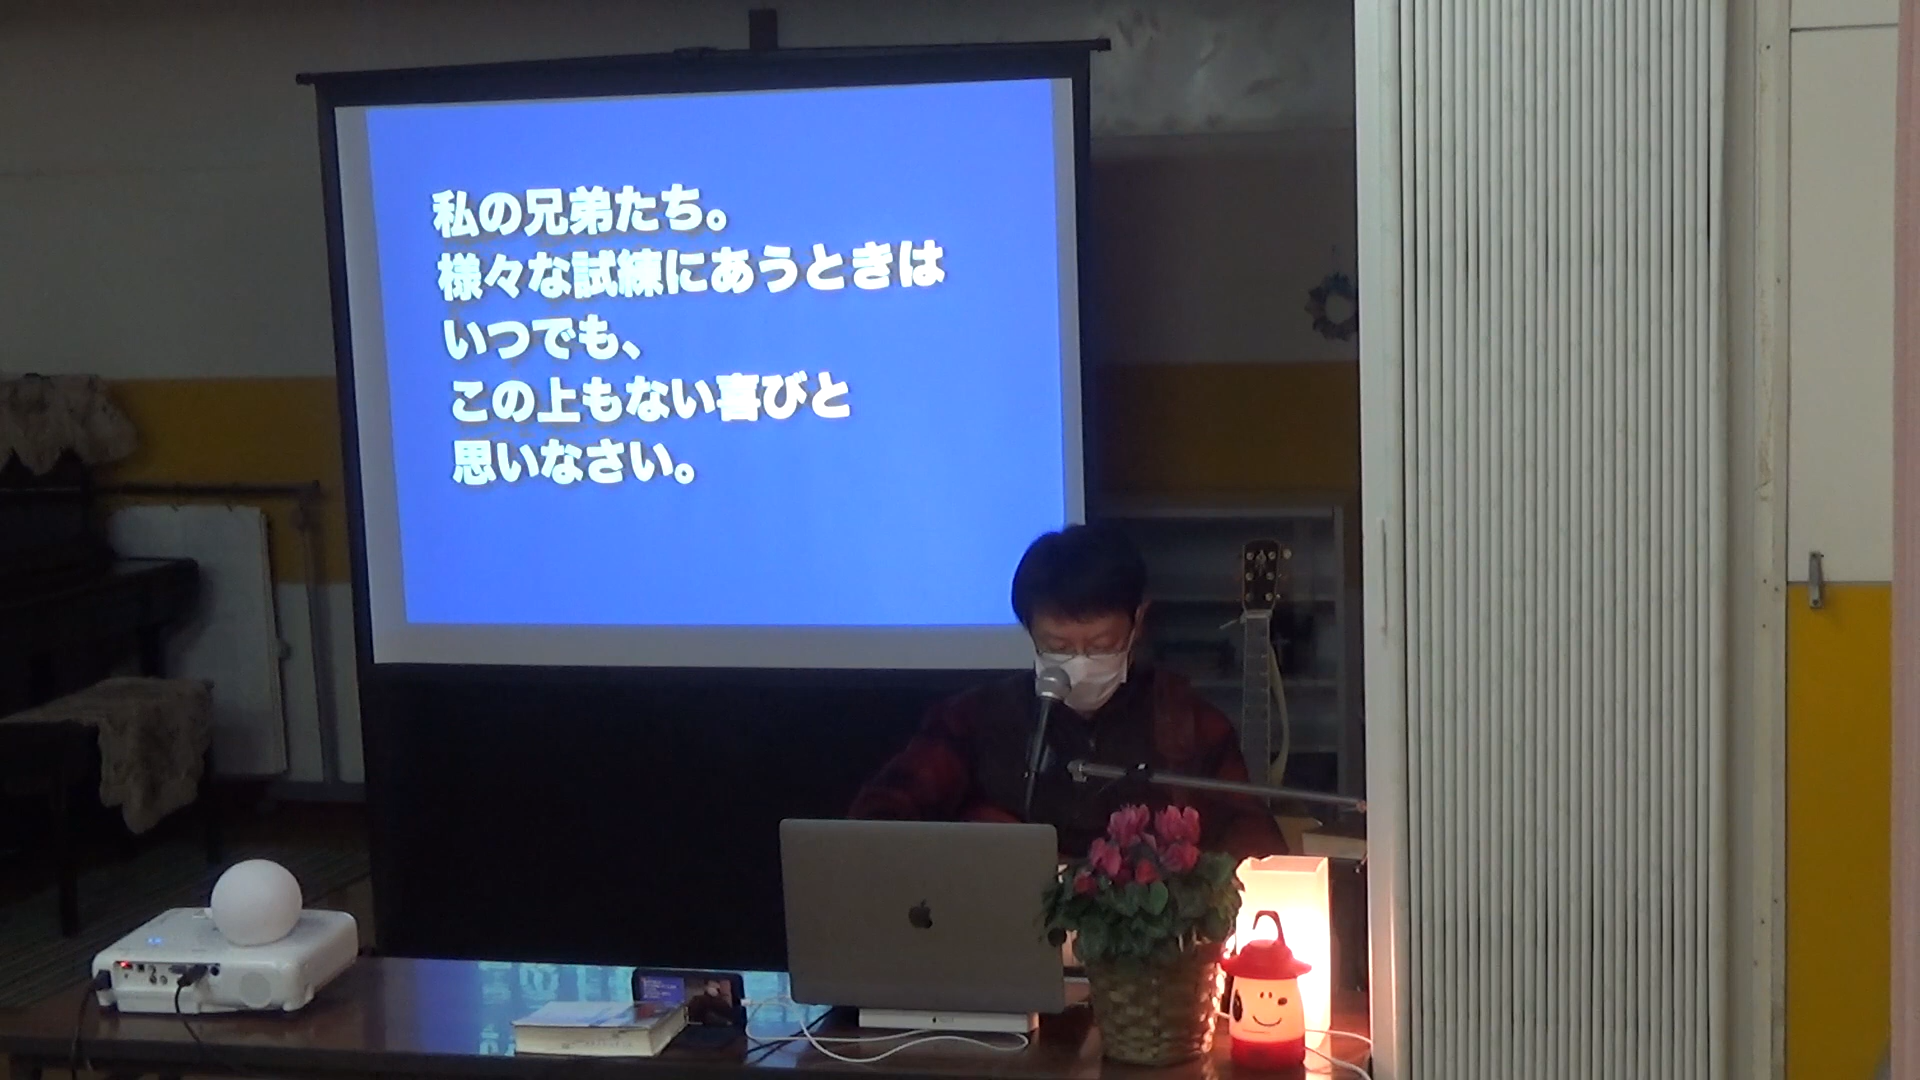 私の兄弟たち。
様々な試練にあうときは
いつでも、
この上もない喜びと
思いなさい。